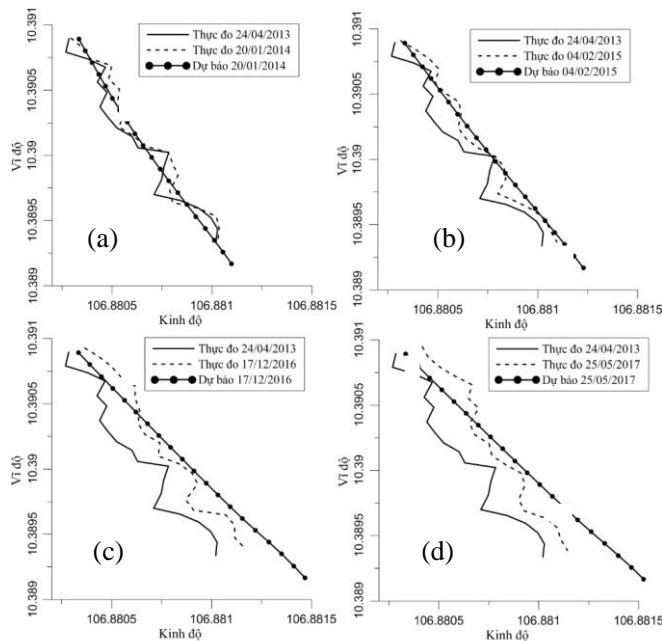 10.391
10.3905
10.39
10.3895
10.389
Vĩ độ
Thực đo 24/04/2013
Thực đo 20/01/2014
Dự báo 20/01/2014
(a)
106.8805
106.881
106.8815
Kinh độ
10.391
10.3905
10.39
10.3895
10.389
Vĩ độ
Thực đo 24/04/2013
Thực đo 04/02/2015
Dự báo 04/02/2015
(b)
106.8805
106.881
106.8815
Kinh độ
10.391
10.3905
10.39
10.3895
10.389
Vĩ độ
Thực đo 24/04/2013
Thực đo 17/12/2016
Dự báo 17/12/2016
(c)
106.8805
106.881
106.8815
Kinh độ
10.391
10.3905
10.39
10.3895
10.389
Vĩ độ
Thực đo 24/04/2013
Thực đo 25/05/2017
Dự báo 25/05/2017
(d)
106.8805
106.881
106.8815
Kinh độ